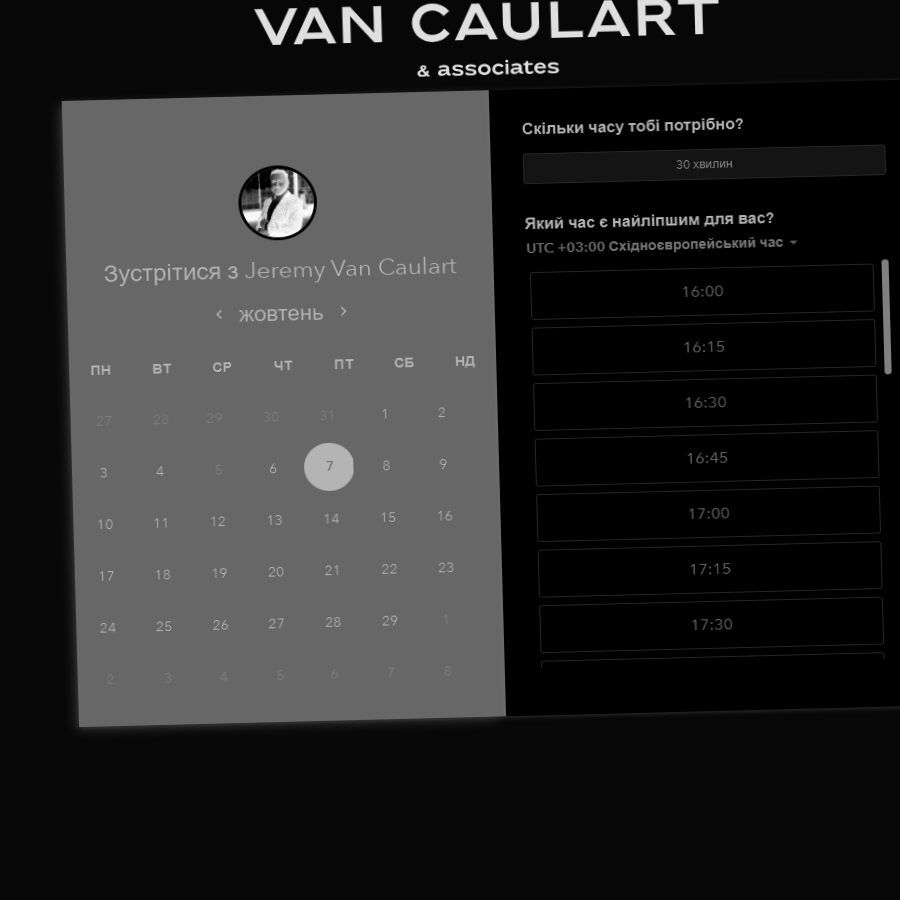 VAN CAULART
& associates
Зустрітися з Jeremy Van Caulart
‹ жовтень ›
ПН ВТ СР ЧТ ПТ СБ НД
27 28 29 30 31 1 2
3 4 5 6 7 8 9
10 11 12 13 14 15 16
17 18 19 20 21 22 23
24 25 26 27 28 29 1
2 3 4 5 6 7 8
Скільки часу тобі потрібно?
30 хвилин
Який час є найліпшим для вас?
UTC +03:00 Східноєвропейський час
16:00
16:15
16:30
16:45
17:00
17:15
17:30